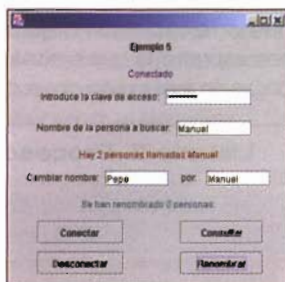 Ejemplo 5
Conectado
Introduce la clave de acceso:
Nombre de la persona a buscar: Manuel
Hay 2 personas llamadas Manuel
Cambiar nombre: Pepe por: Manuel
Se han renombrado 0 personas
Conectar Consultar
Desconectar Renombrar